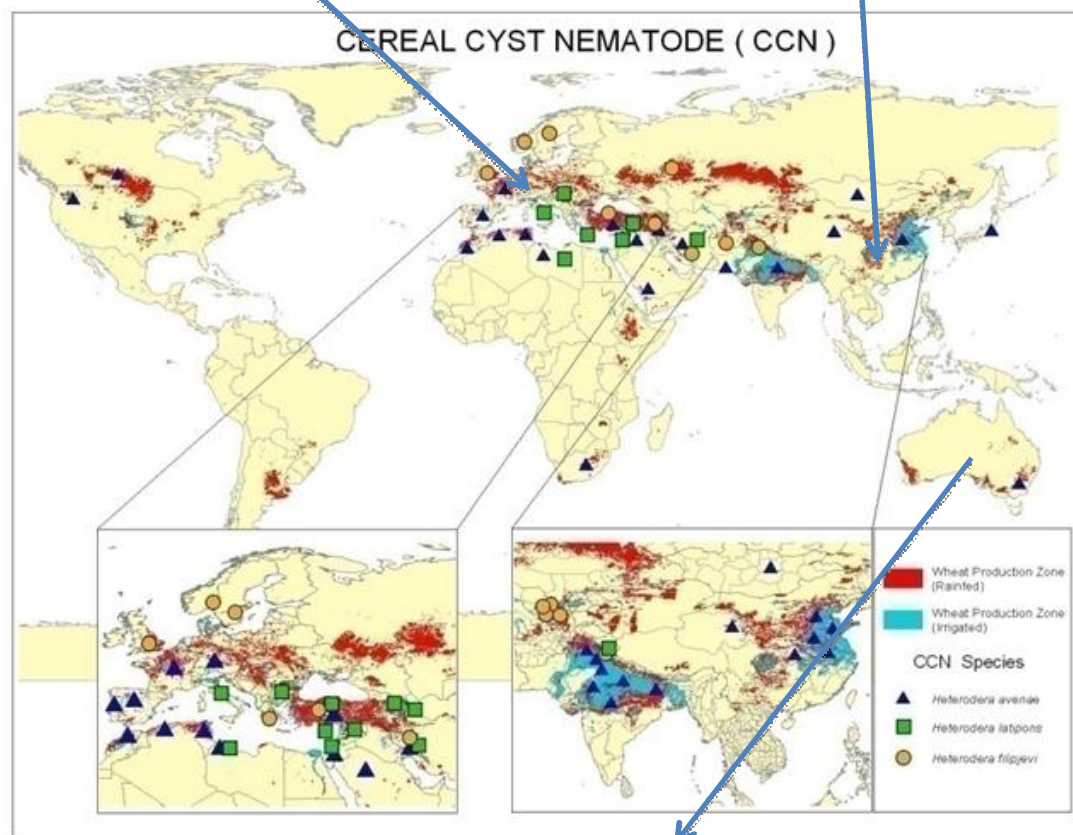 CEREAL CYST NEMATODE ( CCN )
Wheat Production Zone
(Rainfed)
Wheat Production Zone
(Irrigated)
CCN Species
Heterodera avenae
Heterodera latipons
Heterodera filipjevi